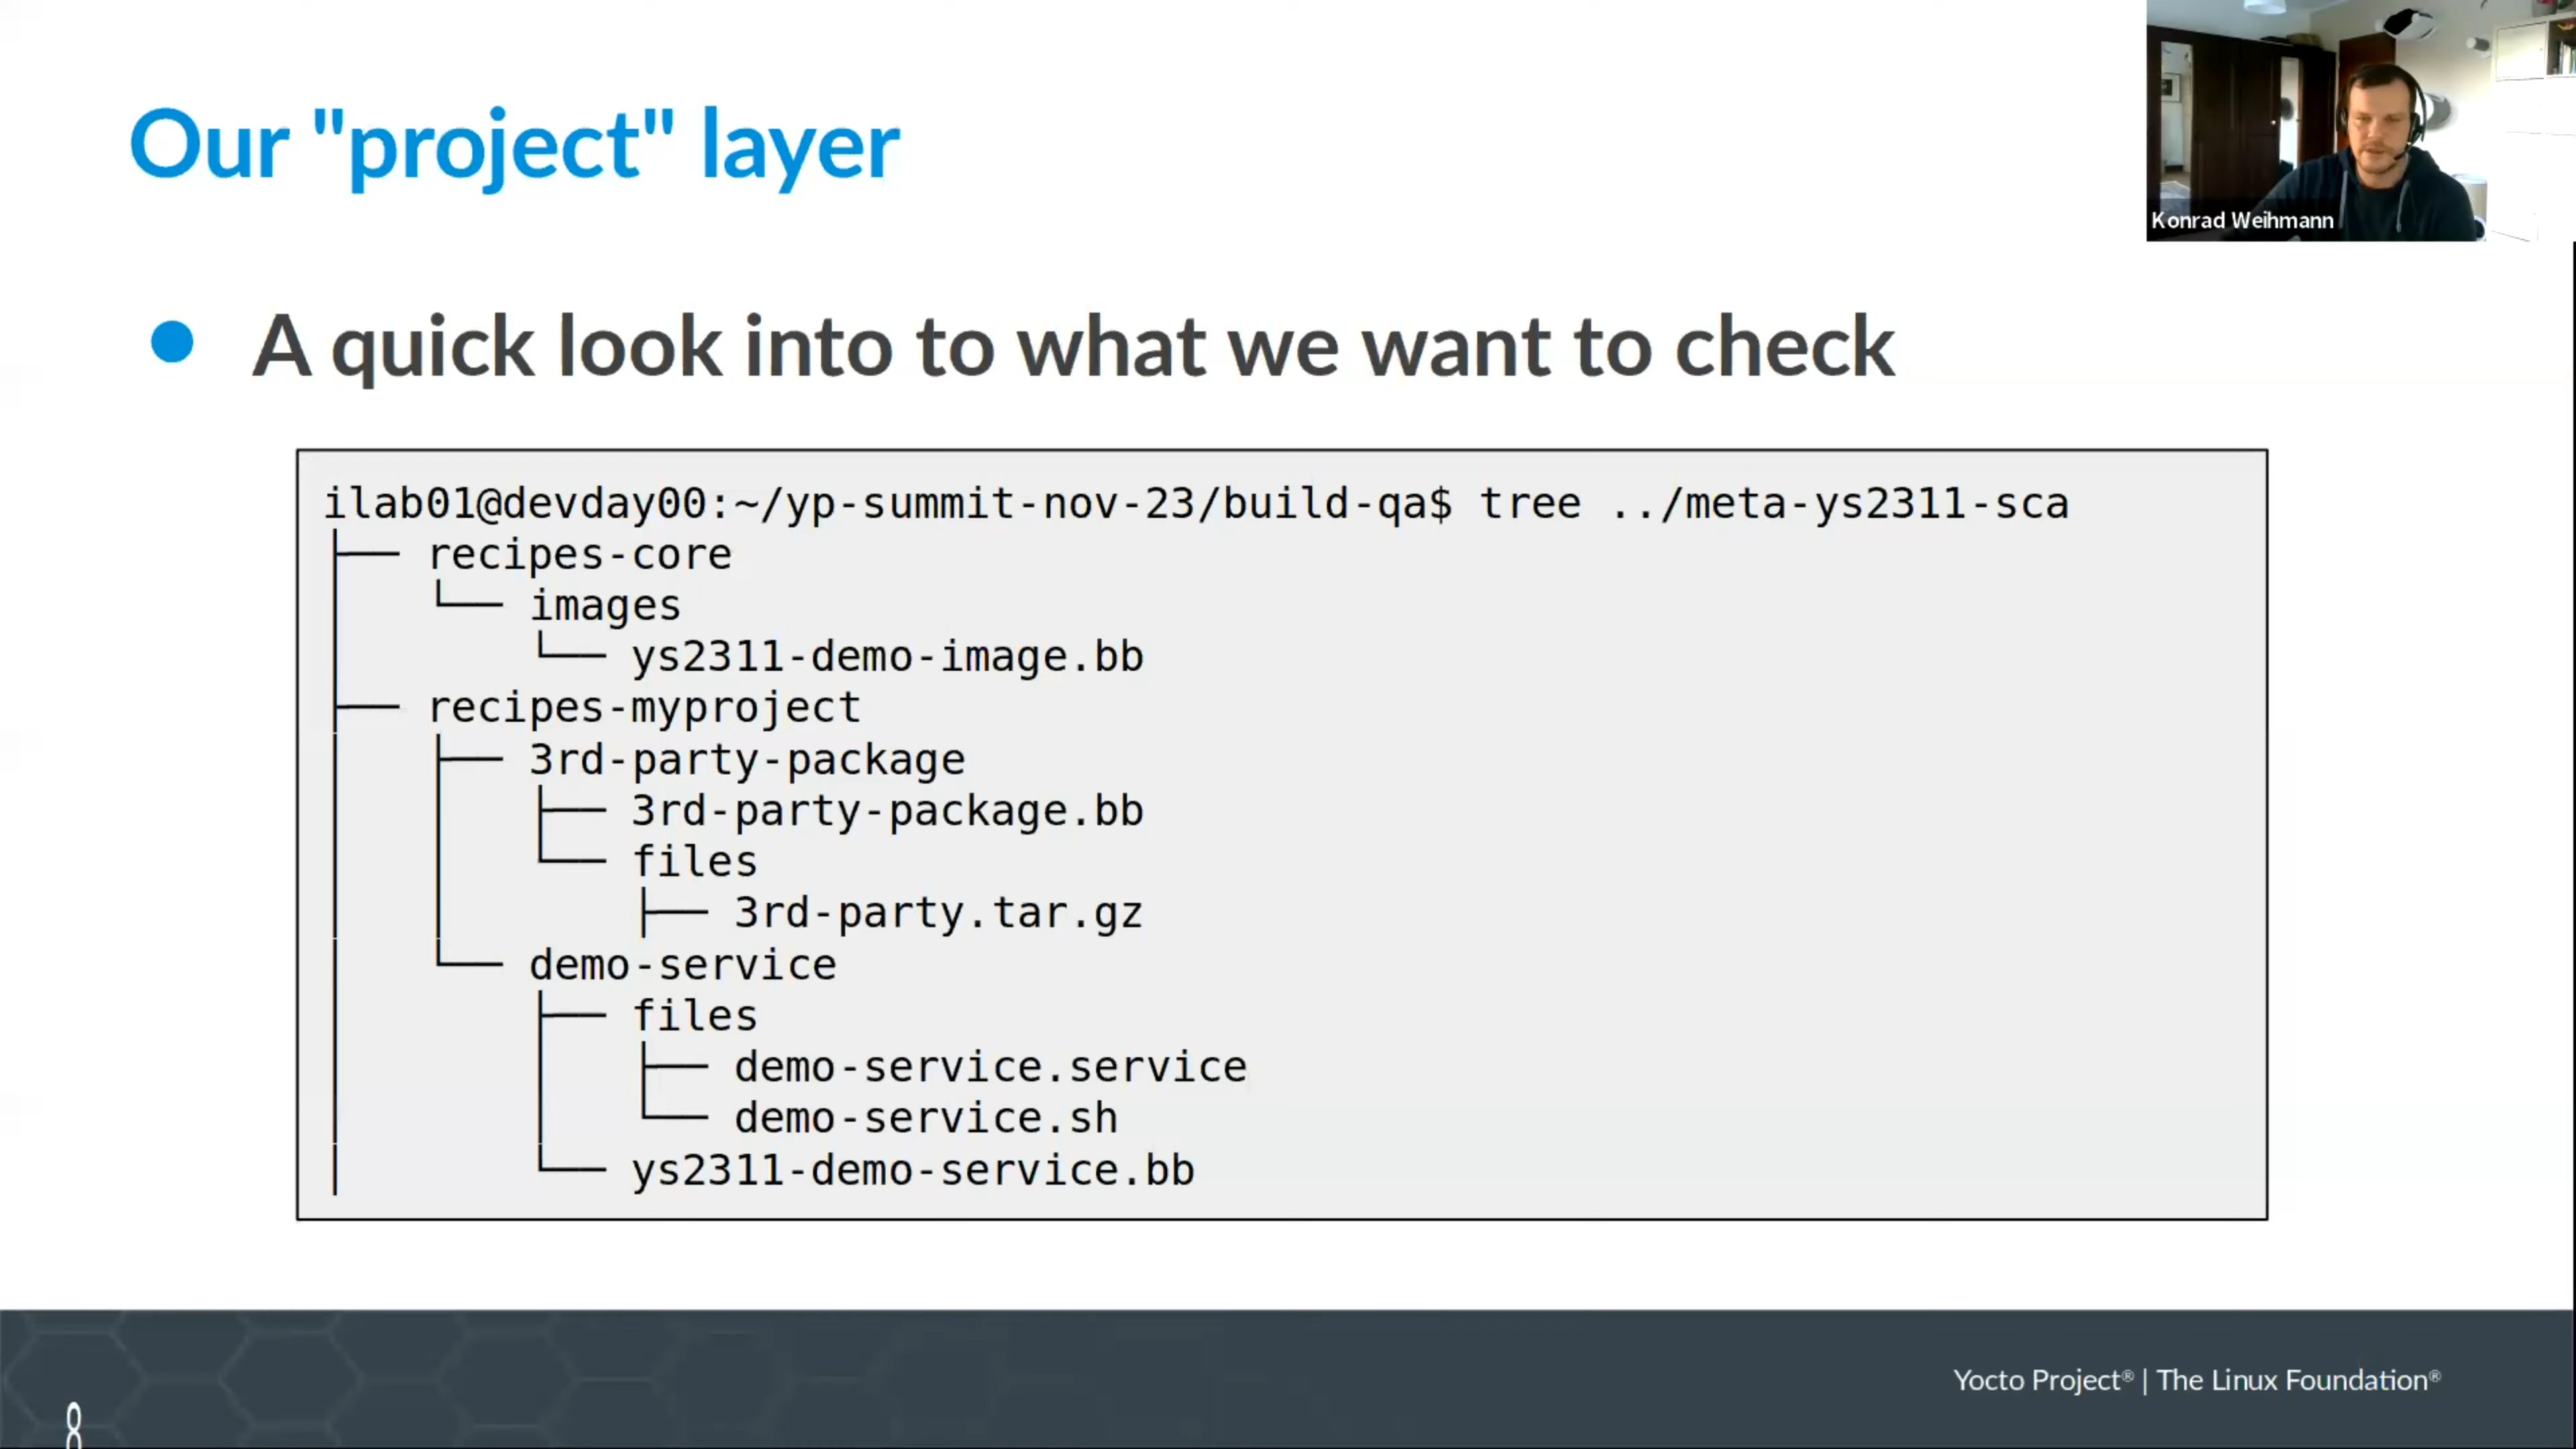 Our "project" layer
Konrad Weihmann
A quick look into to what we want to check
ilab01@devday00:~/yp-summit-nov-23/build-qa$ tree ../meta-ys2311-sca
├── recipes-core
│   └── images
│       └── ys2311-demo-image.bb
├── recipes-myproject
│   ├── 3rd-party-package
│   │   ├── 3rd-party-package.bb
│   │   └── files
│   │       ├── 3rd-party.tar.gz
│   └── demo-service
│       ├── files
│       │   ├── demo-service.service
│       │   └── demo-service.sh
│       └── ys2311-demo-service.bb
Yocto Project® | The Linux Foundation®
8